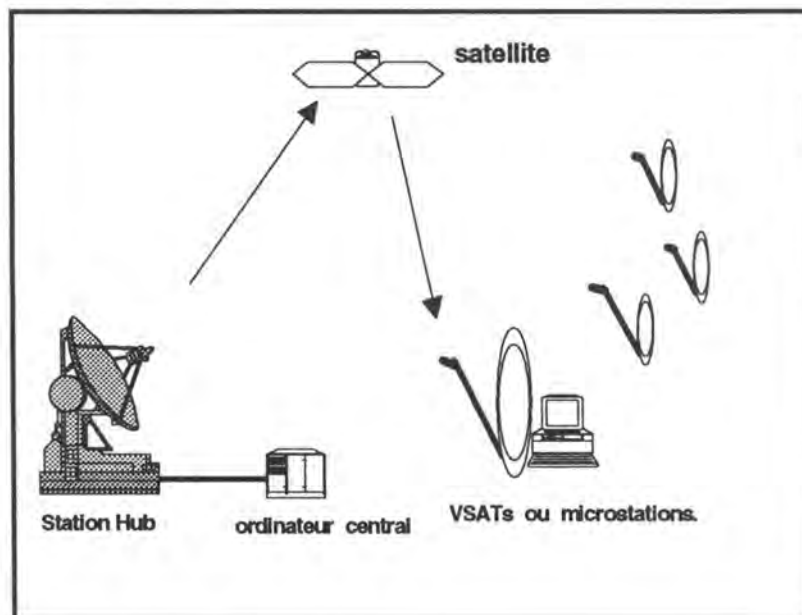 satellite
Station Hub
ordinateur central
VSATs ou microstations.